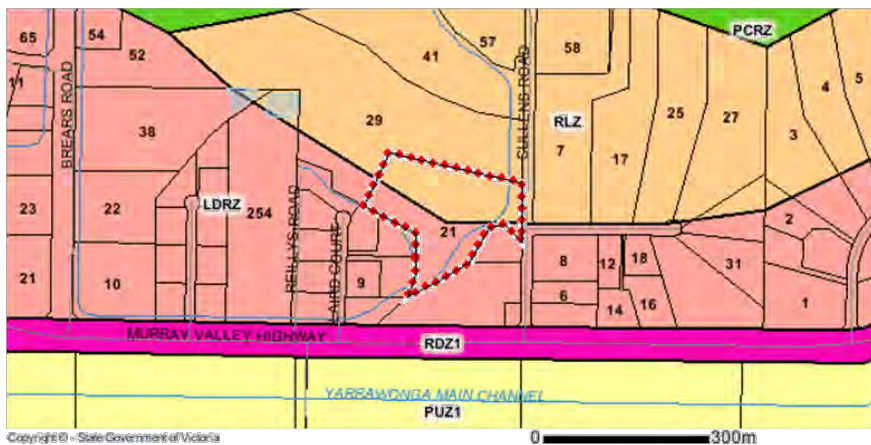 PCRZ
65
54
52
57
58
41
11
BREARS ROAD
CULLENS ROAD
RLZ
5
4
25
27
38
29
7
17
3
23
22
LDRZ
254
REILLYS ROAD
AIRD COURT
21
2
21
10
9
8
12
18
31
6
14
16
1
MURRAY VALLEY HIGHWAY
RDZ1
YARRAWONGA MAIN CHANNEL
PUZ1
Copyright © - State Government of Victoria
0 300m